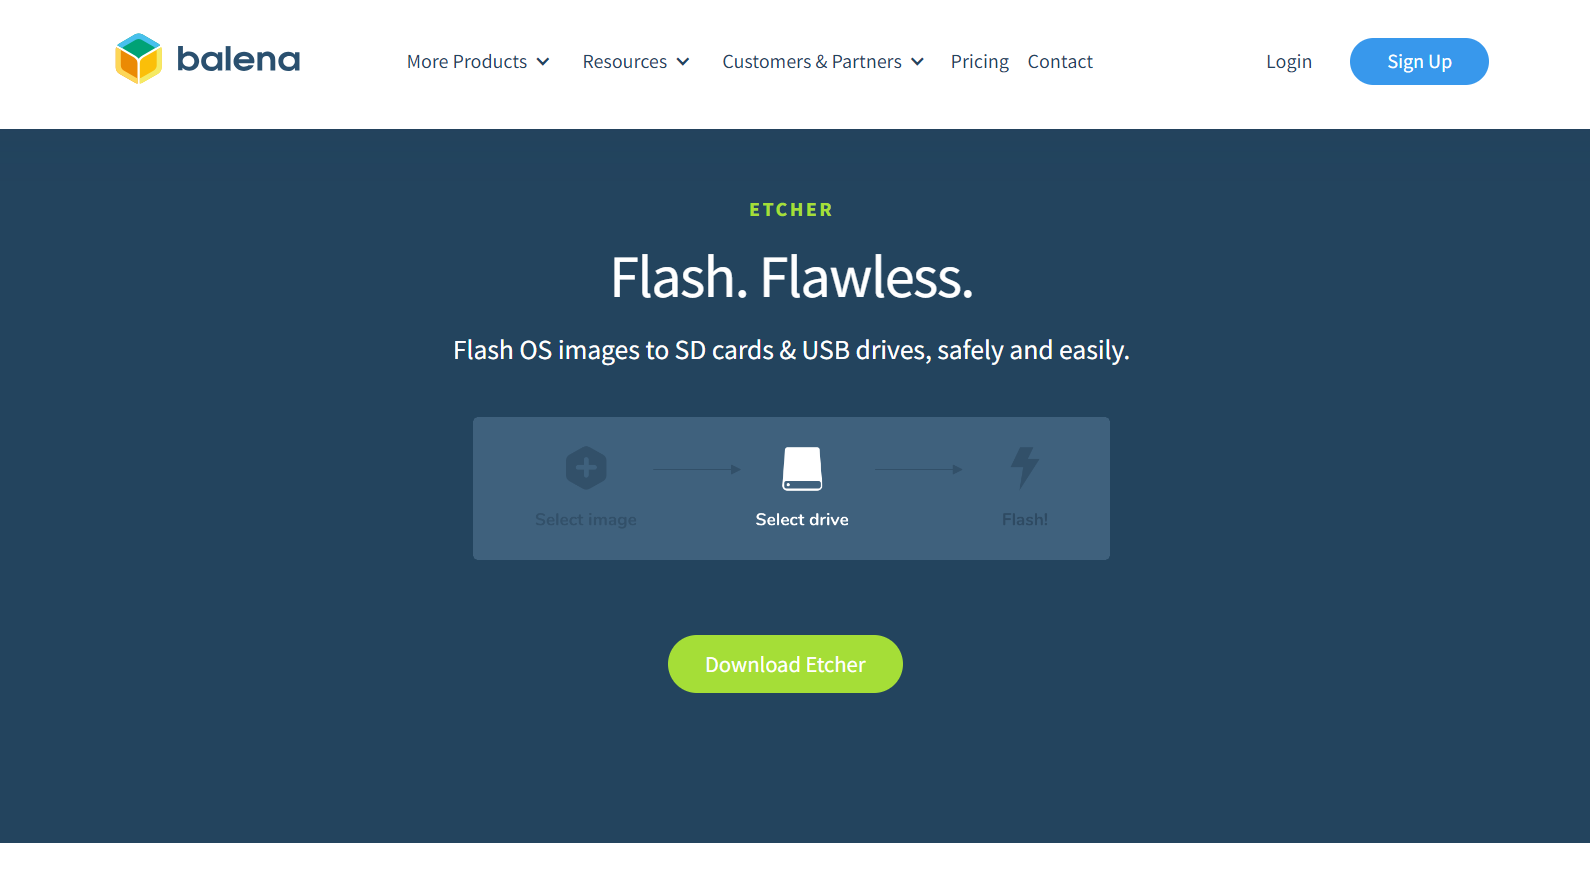 balena
More Products
Resources
Customers & Partners
Pricing
Contact
Login
Sign Up
ETCHER
Flash. Flawless.
Flash OS images to SD cards & USB drives, safely and easily.
Select image
Select drive
Flash!
Download Etcher